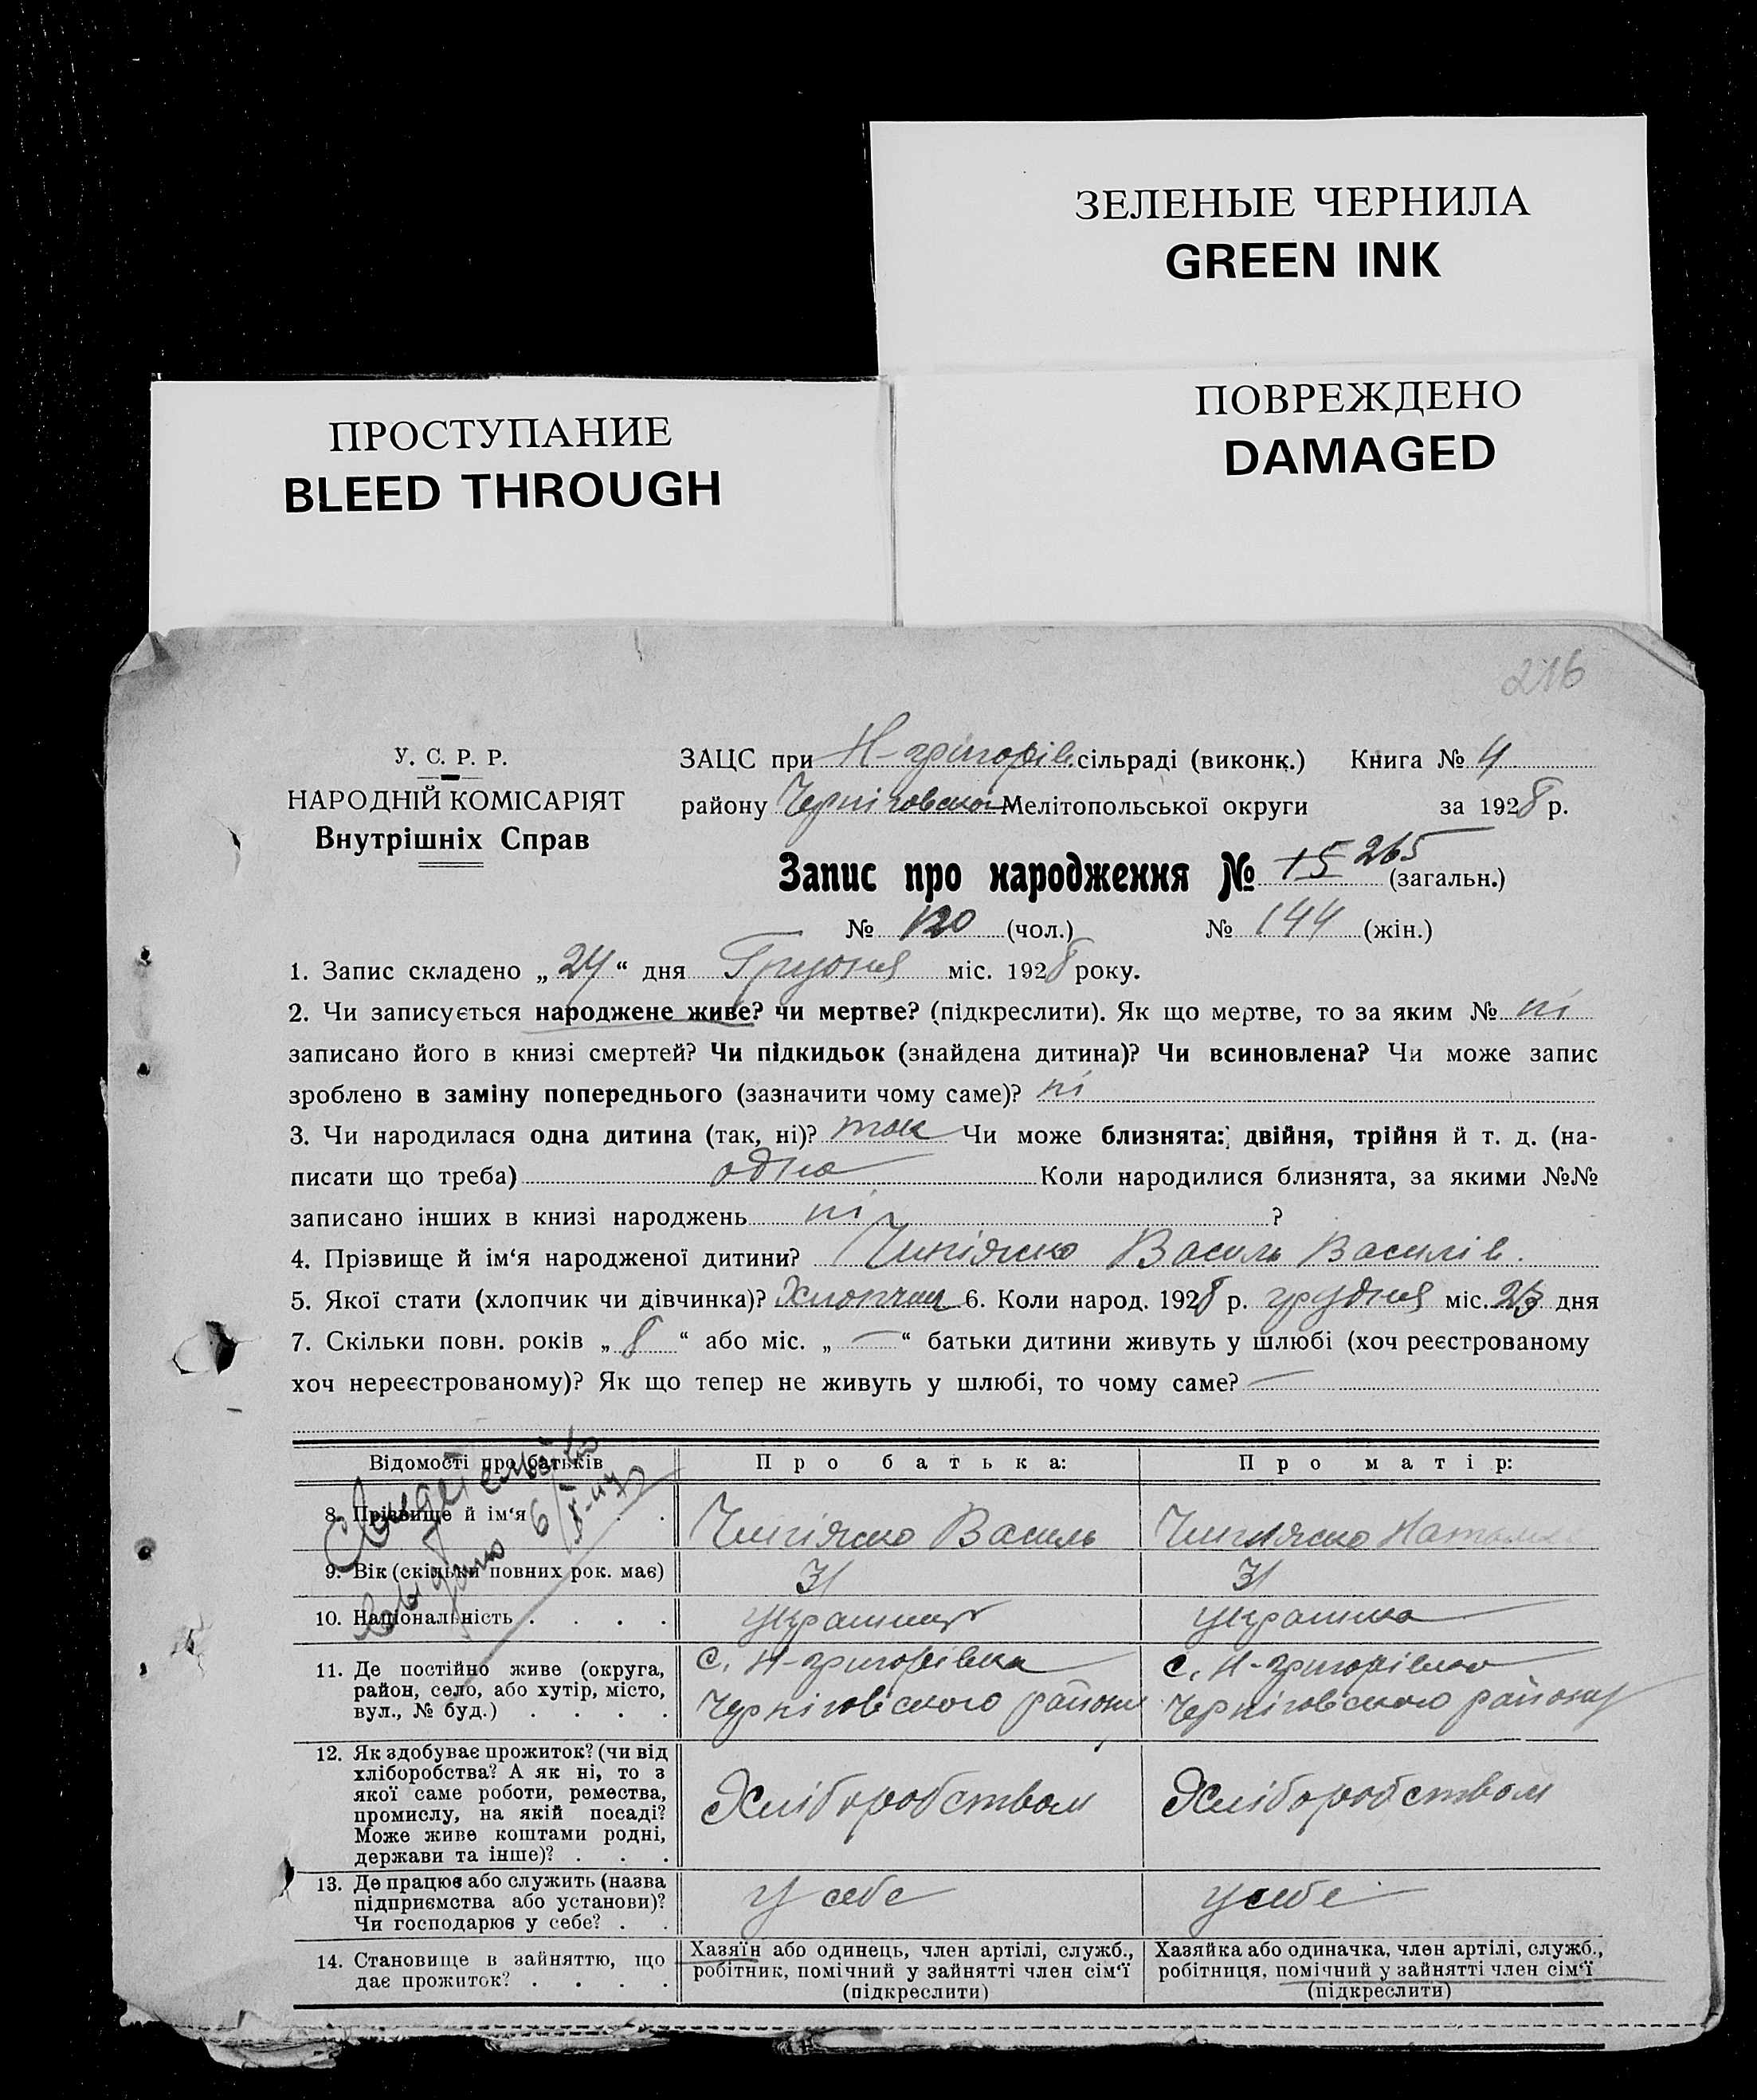 ЗЕЛЕНЫЕ ЧЕРНИЛА
GREEN INK
ПОВРЕЖДЕНО
DAMAGED
ПРОСТУПАНИЕ
BLEED THROUGH
216
У. С. Р. Р.
НАРОДНІЙ КОМІСАРІЯТ
Внутрішніх Справ
ЗАЦС при Н-григорів. сільраді (виконк.) Книга № 4
району Чернігівської Мелітопольської округи за 1928 р.
Запис про народження № 15 265 (загальн.)
№ 120 (чол.) № 144 (жін.)
1. Запис складено „ 24 “ дня Грудня міс. 1928 року.
2. Чи записується народжене живе? чи мертве? (підкреслити). Як що мертве, то за яким № ні
записано його в книзі смертей? Чи підкидьок (знайдена дитина)? Чи всиновлена? Чи може запис
зроблено в заміну попереднього (зазначити чому саме)? ні
3. Чи народилася одна дитина (так, ні)? так Чи може близнята: двійня, трійня й т. д. (на-
писати що треба) одна Коли народилися близнята, за якими №№
записано інших в книзі народжень ні ?
4. Прізвище й ім‘я народженої дитини? Василь Василів.
5. Якої стати (хлопчик чи дівчинка)? Хлопчик 6. Коли народ. 1928 р. грудня міс. 23 дня
7. Скільки повн. років „ 8 “ або міс. „ — “ батьки дитини живуть у шлюбі (хоч реєстрованому
хоч нереєстрованому)? Як що тепер не живуть у шлюбі, то чому саме? —
Відомості про батьків
Про батька:
Про матір:
8. Прізвище й ім‘я . .
Василь
9. Вік (скільки повних рок. має)
31
31
10. Національність . . . .
українець
українка
11. Де постійно живе (округа,
район, село, або хутір, місто,
вул., № буд.) . . . .
с. Н-григорівка
Чернігівського району
с. Н-григорівка
Чернігівського району
12. Як здобуває прожиток? (чи від
хліборобства? А як ні, то з
якої саме роботи, ремества,
промислу, на якій посаді?
Може живе коштами родні,
держави та інше)? . . .
Хліборобством
Хліборобством
13. Де працює або служить (назва
підприємства або установи)?
Чи господарює у себе? . .
У себе
У себе
14. Становище в зайняттю, що
дає прожиток? . . . .
Хазяїн або одинець, член артілі, служб.,
робітник, помічний у зайнятті член сім‘ї
(підкреслити)
Хазяйка або одиначка, член артілі, служб.,
робітниця, помічний у зайнятті член сім‘ї
(підкреслити)